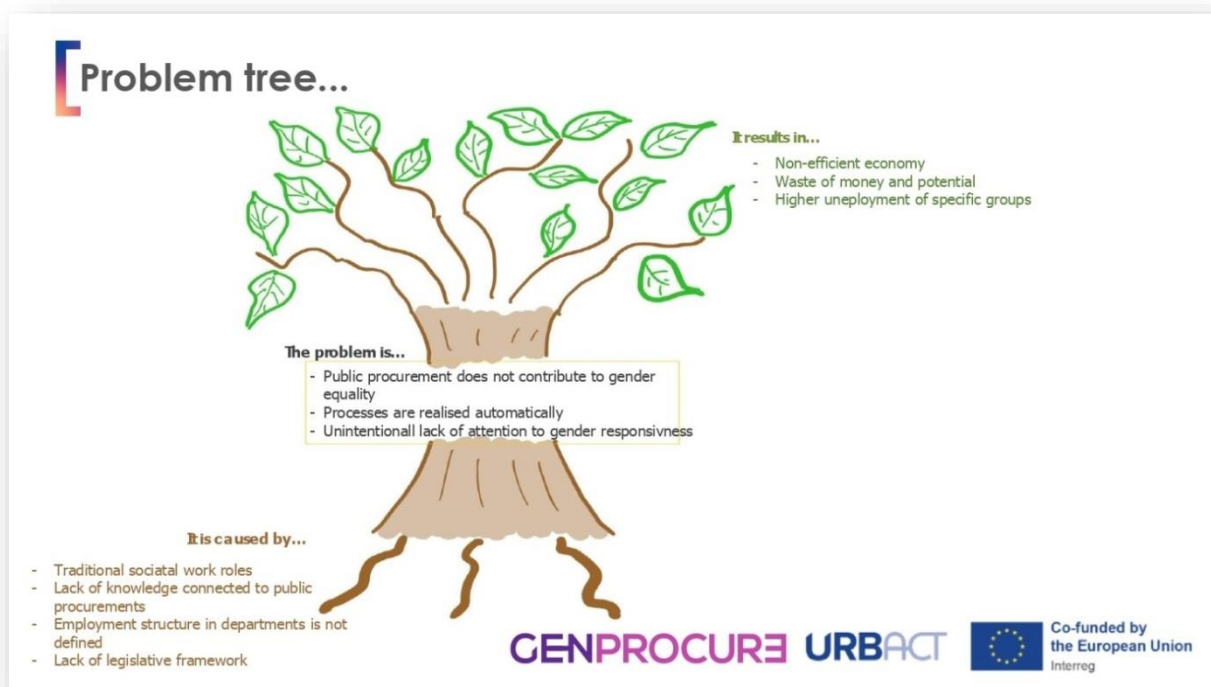 Problem tree...
It results in...
- Non-efficient economy
- Waste of money and potential
- Higher uneployment of specific groups
The problem is...
- Public procurement does not contribute to gender
equality
- Processes are realised automatically
- Unintentionall lack of attention to gender responsivness
It is caused by...
- Traditional sociatal work roles
- Lack of knowledge connected to public
procurements
- Employment structure in departments is not
defined
- Lack of legislative framework
GENPROCURE
URBACT
Co-funded by
the European Union
Interreg